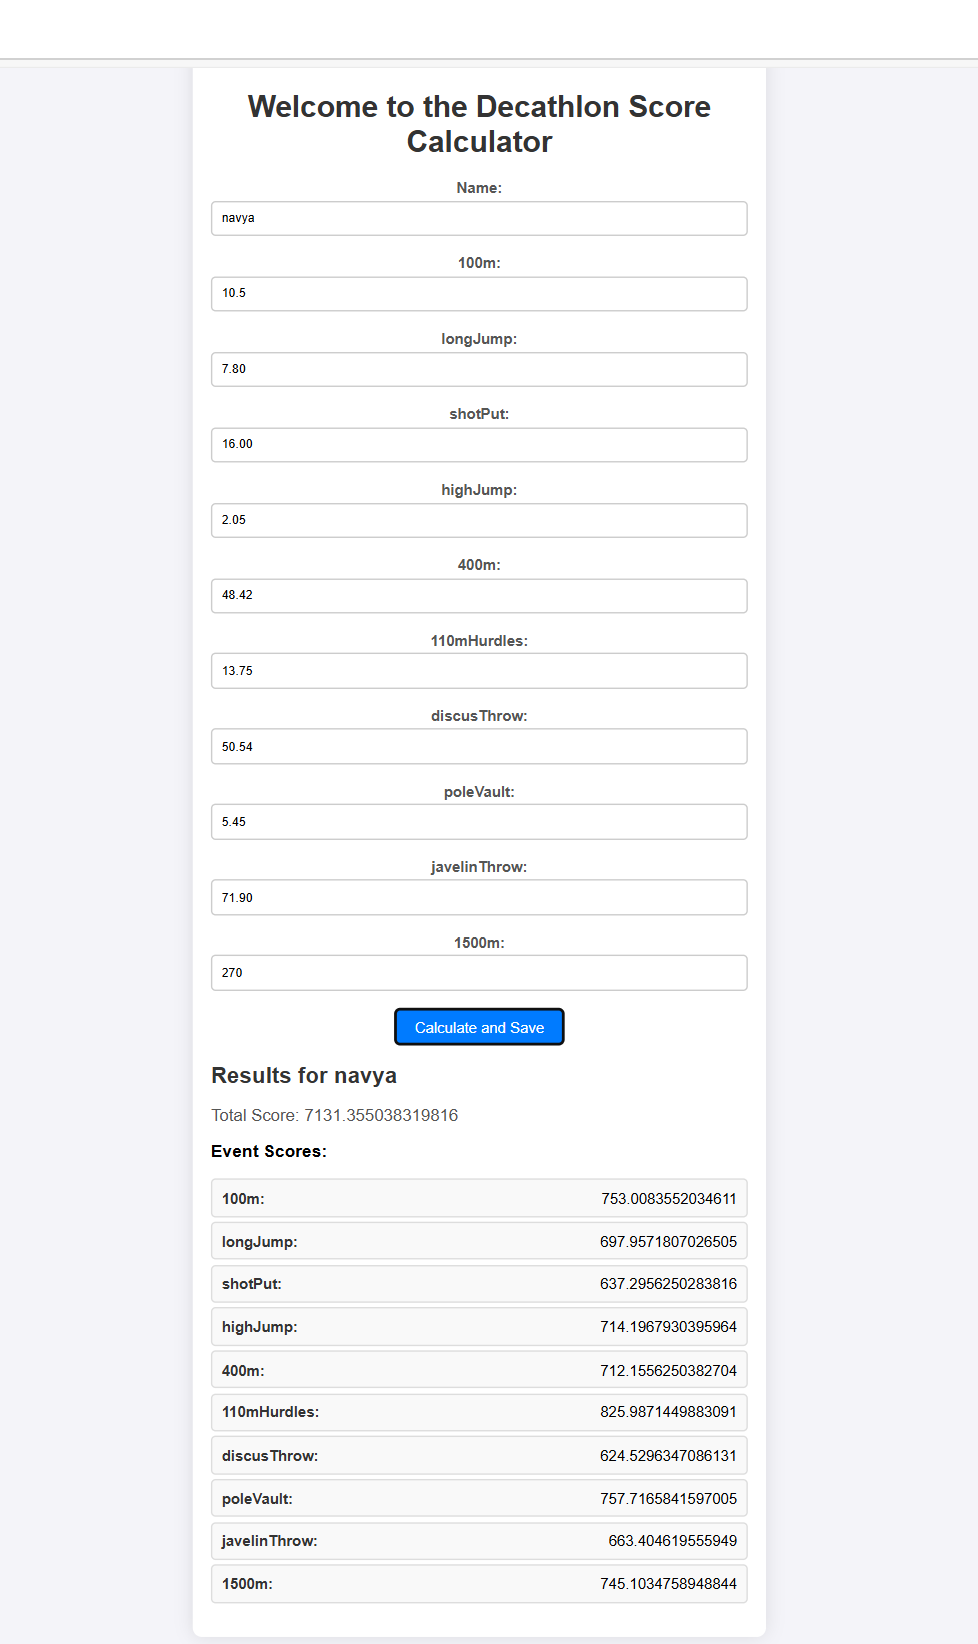 Welcome to the Decathlon Score
Calculator
Name:
navya
100m:
10.5
longJump:
7.80
shotPut:
16.00
highJump:
2.05
400m:
48.42
110mHurdles:
13.75
discusThrow:
50.54
poleVault:
5.45
javelinThrow:
71.90
1500m:
270
Calculate and Save
Results for navya
Total Score: 7131.355038319816
Event Scores:
100m: 753.0083552034611
longJump: 697.9571807026505
shotPut: 637.2956250283816
highJump: 714.1967930395964
400m: 712.1556250382704
110mHurdles: 825.9871449883091
discusThrow: 624.5296347086131
poleVault: 757.7165841597005
javelinThrow: 663.404619555949
1500m: 745.1034758948844